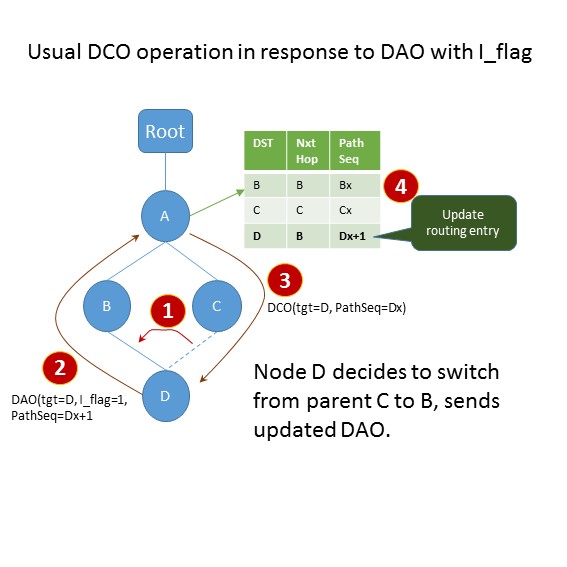 Usual DCO operation in response to DAO with I_flag
Root
DST Nxt Hop Path Seq
B B Bx
C C Cx
D B Dx+1
4
Update
routing entry
A
3
DCO(tgt=D, PathSeq=Dx)
B
1
C
2
DAO(tgt=D, I_flag=1,
PathSeq=Dx+1
D
Node D decides to switch
from parent C to B, sends
updated DAO.